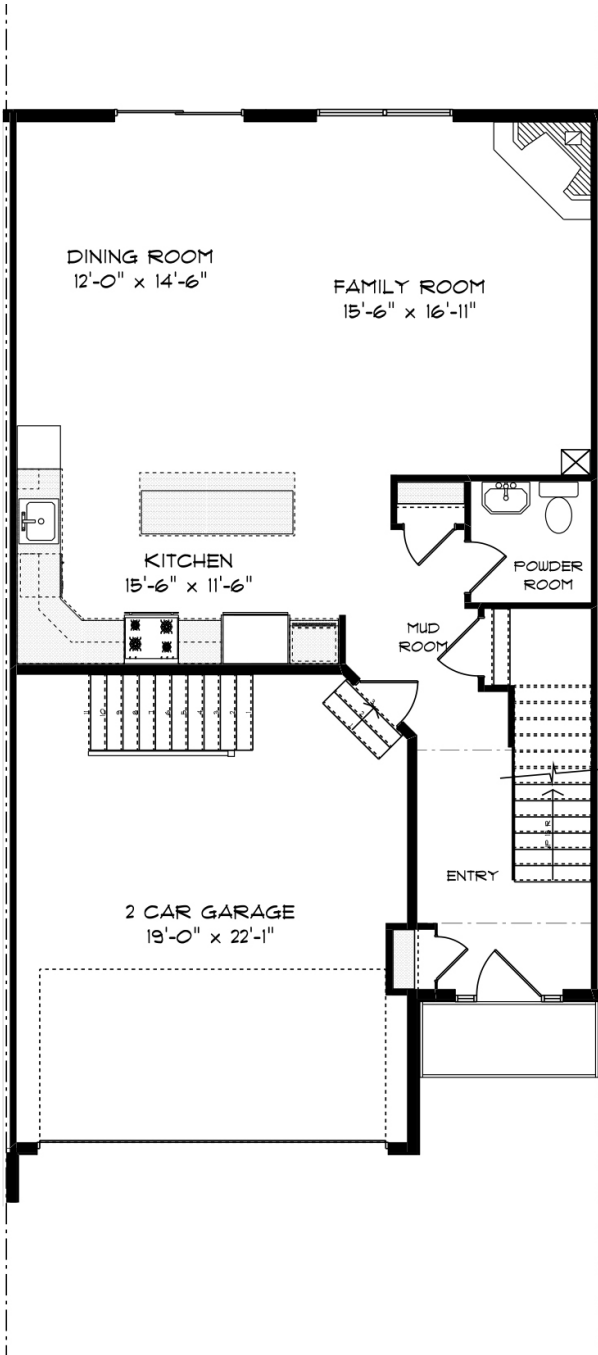 DINING ROOM
12'-0" x 14'-6"
FAMILY ROOM
15'-6" x 16'-11"
KITCHEN
15'-6" x 11'-6"
POWDER
ROOM
MUD
ROOM
ENTRY
2 CAR GARAGE
19'-0" x 22'-1"